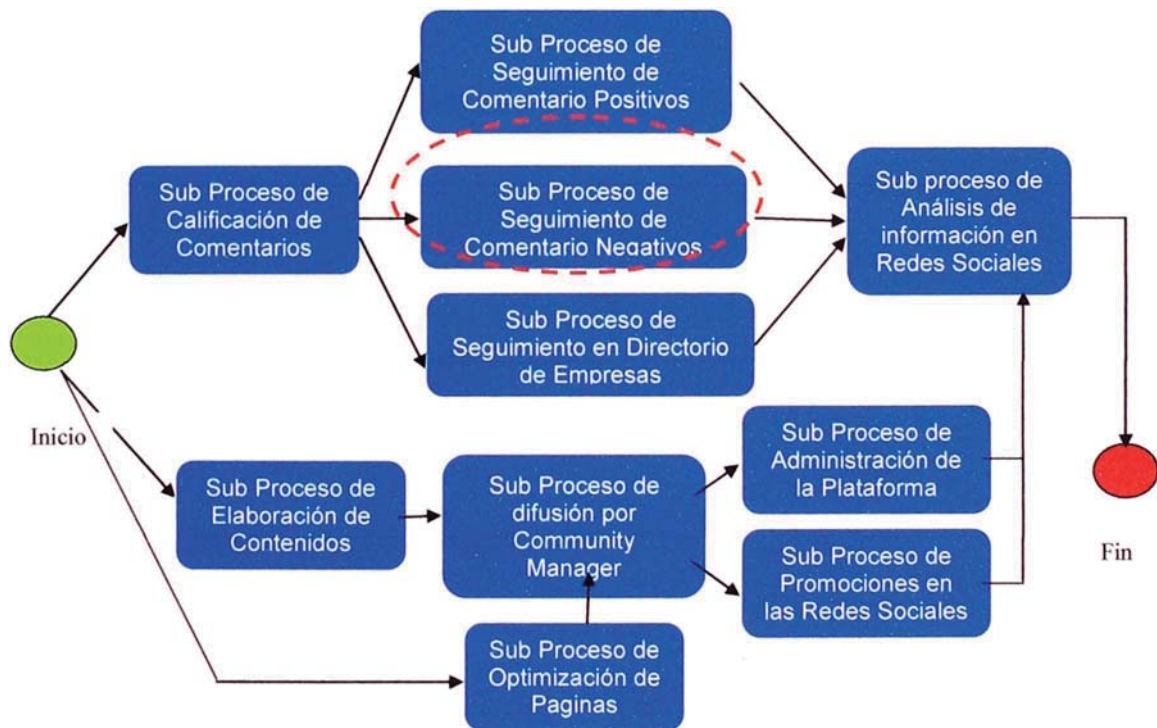 Sub Proceso de
Seguimiento de
Comentario Positivos
Sub Proceso de
Calificación de
Comentarios
Sub Proceso de
Seguimiento de
Comentario Negativos
Sub proceso de
Análisis de
información en
Redes Sociales
Sub Proceso de
Seguimiento en Directorio
de Empresas
Inicio
Sub Proceso de
Elaboración de
Contenidos
Sub Proceso de
difusión por
Community
Manager
Sub Proceso de
Administración de
la Plataforma
Sub Proceso de
Promociones en
las Redes Sociales
Fin
Sub Proceso de
Optimización de
Paginas